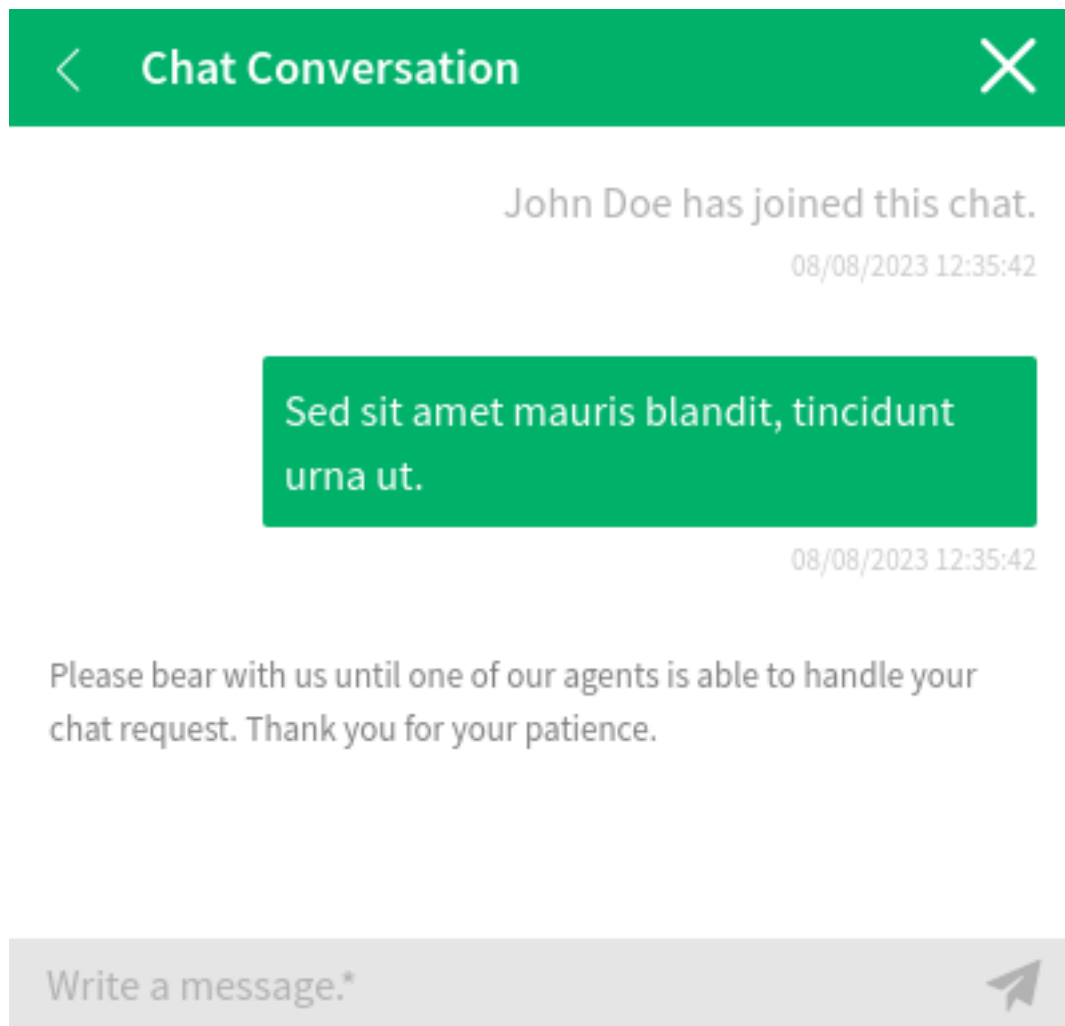 Chat Conversation
John Doe has joined this chat.
08/08/2023 12:35:42
Sed sit amet mauris blandit, tincidunt
urna ut.
08/08/2023 12:35:42
Please bear with us until one of our agents is able to handle your
chat request. Thank you for your patience.
Write a message.*